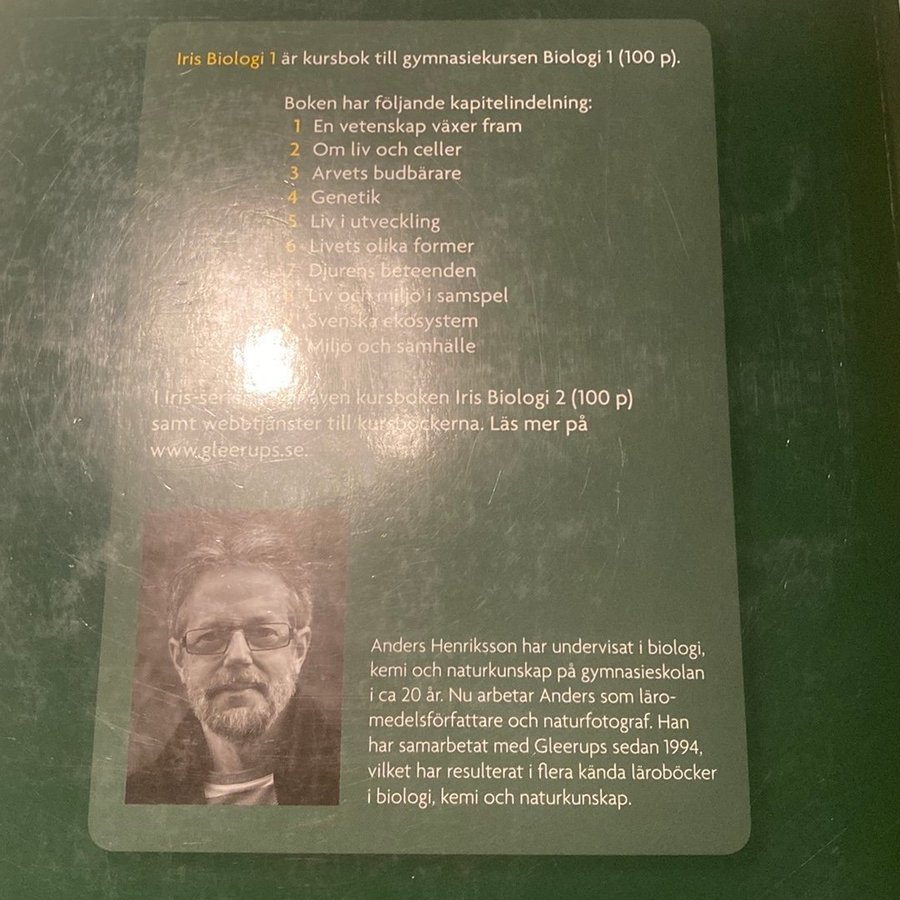 Iris Biologi 1 är kursbok till gymnasiekursen Biologi 1 (100 p).
Boken har följande kapitelindelning:
1 En vetenskap växer fram
2 Om liv och celler
3 Arvets budbärare
4 Genetik
5 Liv i utveckling
6 Livets olika former
7 Djurens beteenden
Liv och miljö i samspel
Svenska ekosystem
Miljö och samhälle
I Iris-serien även kursboken Iris Biologi 2 (100 p)
samt webbtjänster till kursböckerna. Läs mer på
www.gleerups.se.
Anders Henriksson har undervisat i biologi,
kemi och naturkunskap på gymnasieskolan
i ca 20 år. Nu arbetar Anders som läro-
medelsförfattare och naturfotograf. Han
har samarbetat med Gleerups sedan 1994,
vilket har resulterat i flera kända läroböcker
i biologi, kemi och naturkunskap.